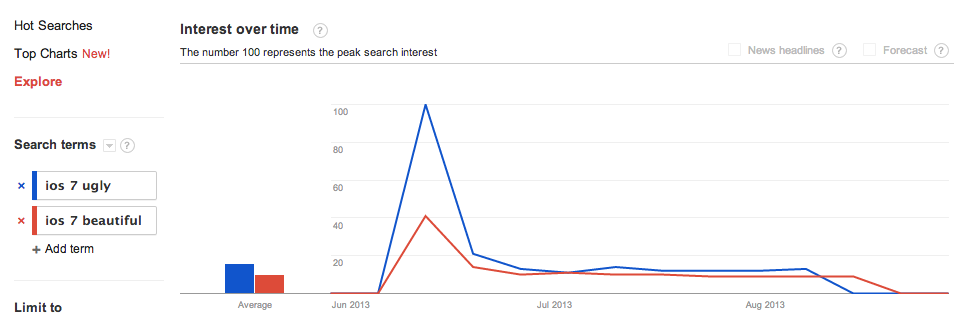 Hot Searches
Top Charts New!
Explore
Search terms ?
× ios 7 ugly
× ios 7 beautiful
+ Add term
Limit to
Interest over time ?
The number 100 represents the peak search interest
News headlines ? Forecast ?
100
80
60
40
20
Average Jun 2013 Jul 2013 Aug 2013